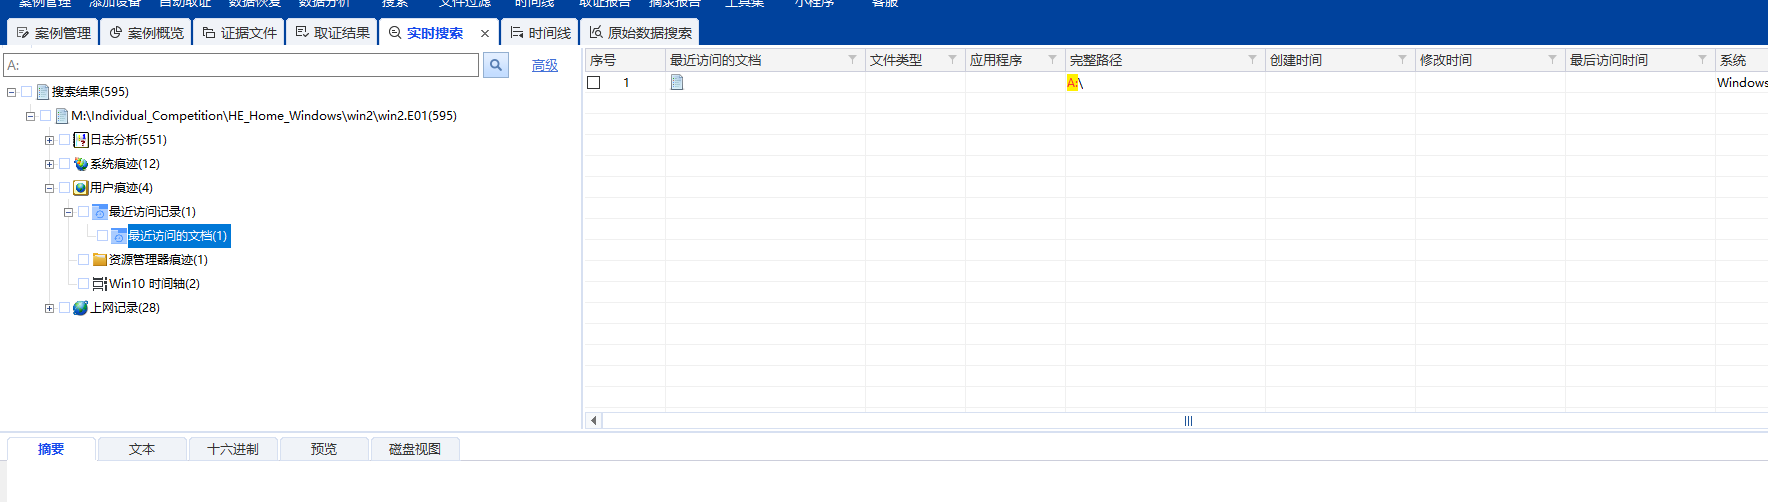 案例管理 添加设备 自动取证 数据恢复 数据分析 搜索 文件过滤 时间线 取证报告 摘录报告 工具集 小程序 客服
案例管理 案例概览 证据文件 取证结果 实时搜索 × 时间线 原始数据搜索
A: 高级
序号 最近访问的文档 文件类型 应用程序 完整路径 创建时间 修改时间 最后访问时间 系统
1 A:\ Windows
搜索结果(595)
M:\Individual_Competition\HE_Home_Windows\win2\win2.E01(595)
日志分析(551)
系统痕迹(12)
用户痕迹(4)
最近访问记录(1)
最近访问的文档(1)
资源管理器痕迹(1)
Win10 时间轴(2)
上网记录(28)
摘要 文本 十六进制 预览 磁盘视图